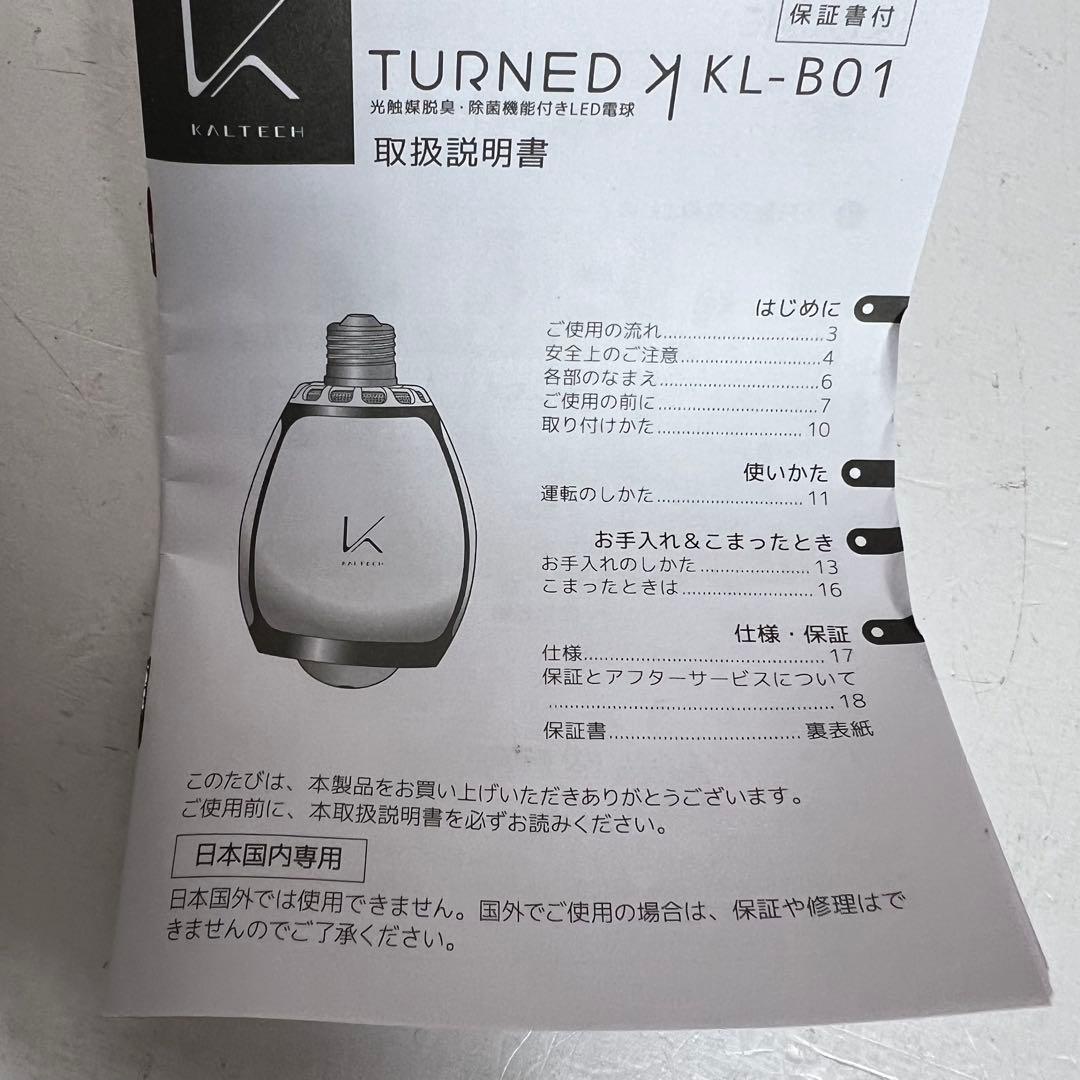 保証書付
KALTECH
TURNED K KL-B01
光触媒脱臭・除菌機能付きLED電球
取扱説明書
はじめに
ご使用の流れ................................3
安全上のご注意............................4
各部のなまえ................................6
ご使用の前に................................7
取り付けかた............................10
使いかた
運転のしかた............................11
お手入れ&こまったとき
お手入れのしかた.....................13
こまったときは.........................16
仕様・保証
仕様..............................................17
保証とアフターサービスについて
.......................................................18
保証書.....................................裏表紙
KALTECH
このたびは、本製品をお買い上げいただきありがとうございます。
ご使用前に、本取扱説明書を必ずお読みください。
日本国内専用
日本国外では使用できません。国外でご使用の場合は、保証や修理はで
きませんのでご了承ください。